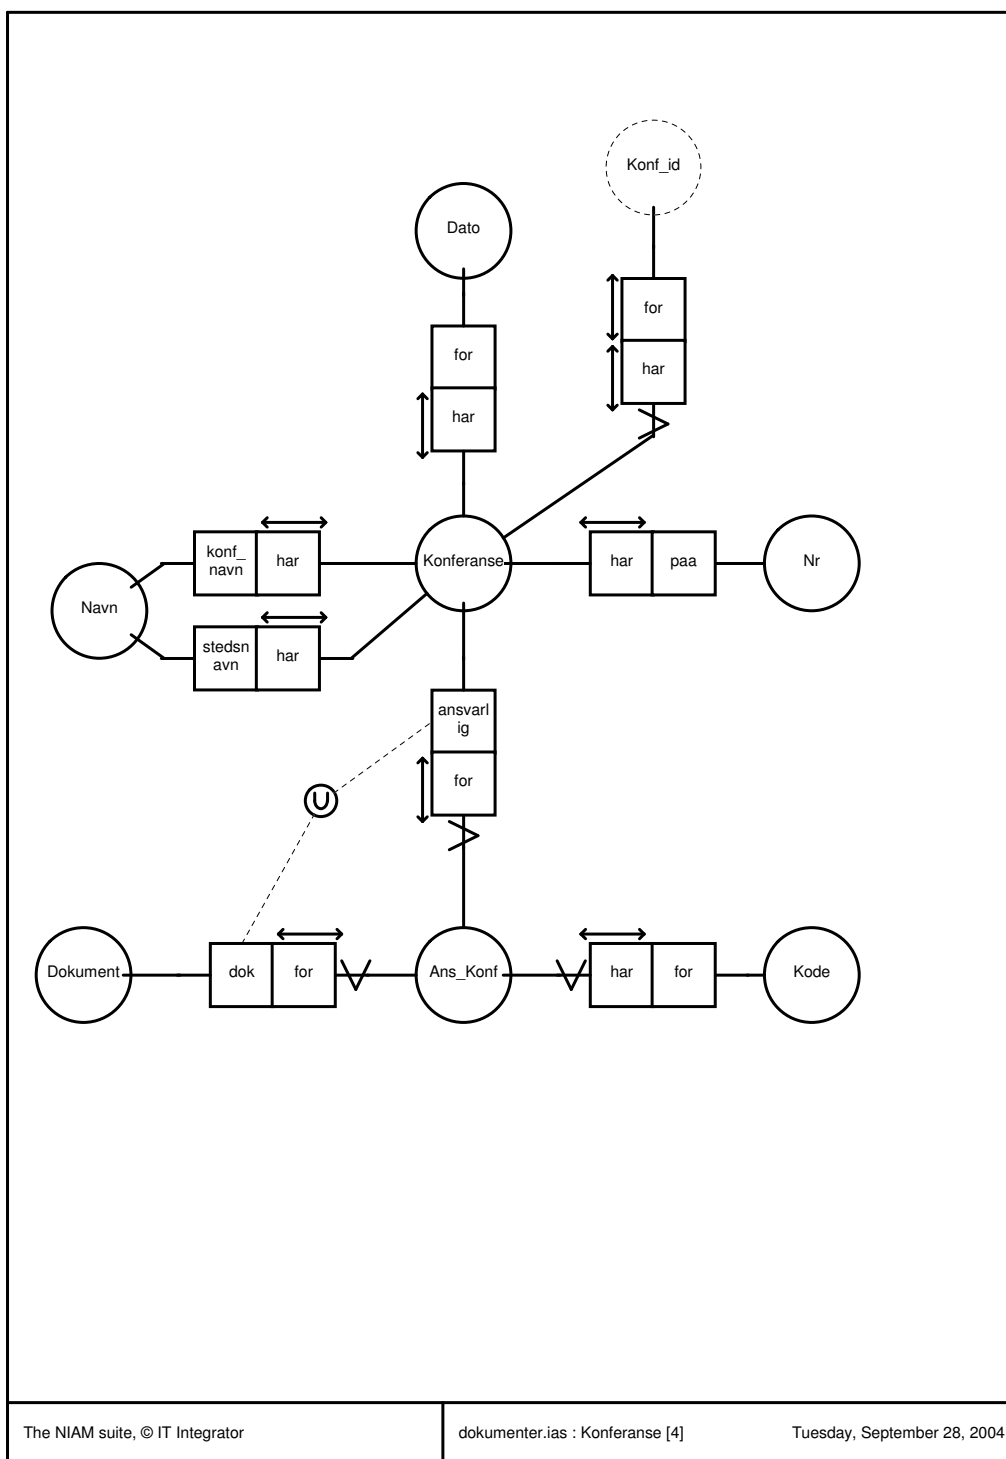 Konf_id
Dato
for
for
har
har
konf_
navn
har
Konferanse
har
paa
Nr
Navn
stedsn
avn
har
ansvarl
ig
for
U
Dokument
dok
for
Ans_Konf
har
for
Kode
The NIAM suite, © IT Integrator
dokumenter.ias : Konferanse [4]
Tuesday, September 28, 2004